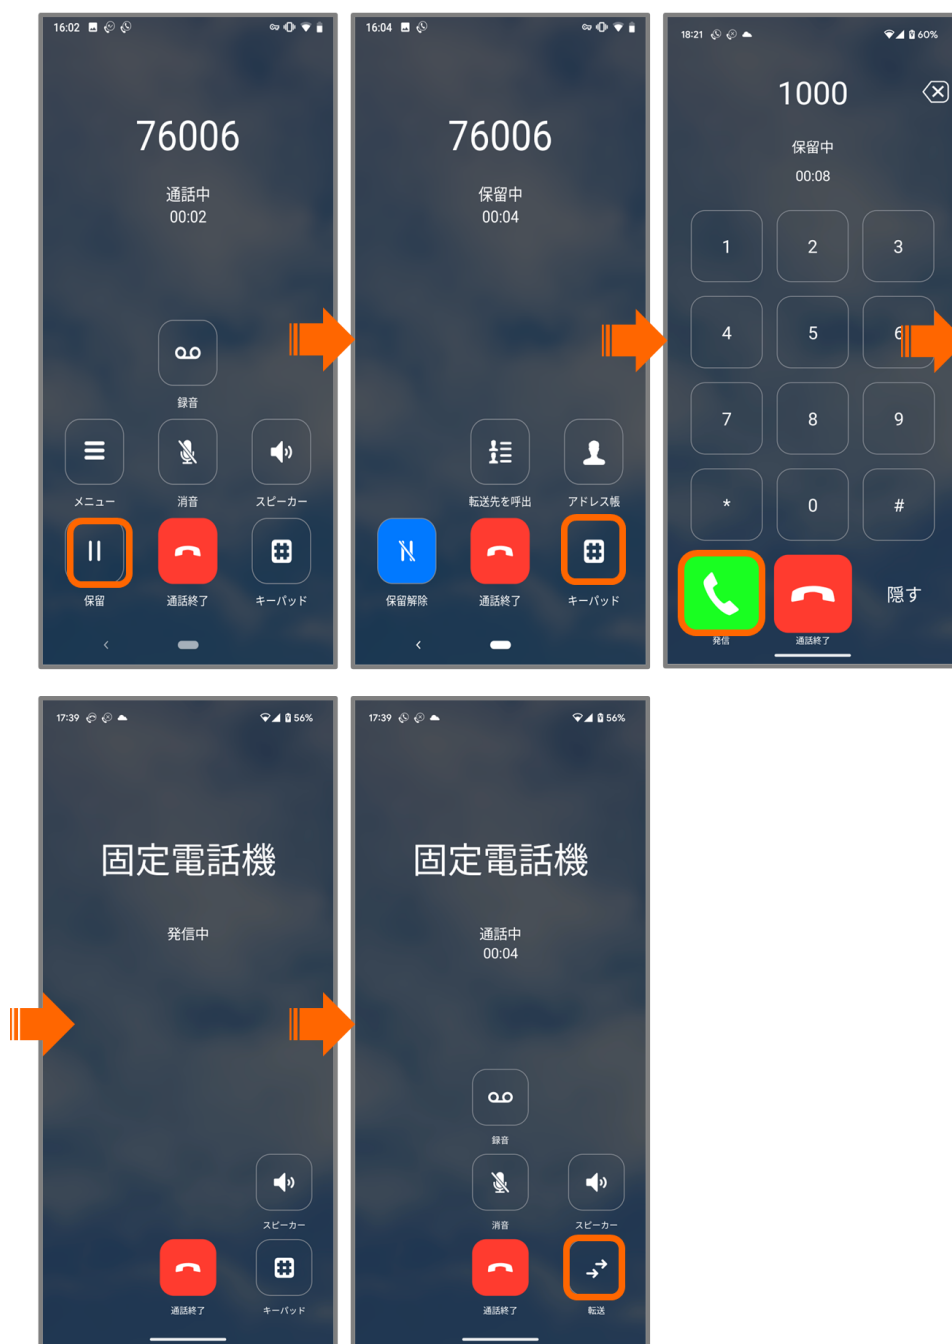 16:02
76006
通話中
00:02
録音
メニュー
消音
スピーカー
保留
通話終了
キーパッド
16:04
76006
保留中
00:04
転送先を呼出
アドレス帳
保留解除
通話終了
キーパッド
18:21
60%
1000
保留中
00:08
1
2
3
4
5
6
7
8
9
*
0
#
隠す
発信
通話終了
17:39
56%
固定電話機
発信中
スピーカー
通話終了
キーパッド
17:39
56%
固定電話機
通話中
00:04
録音
消音
スピーカー
通話終了
転送